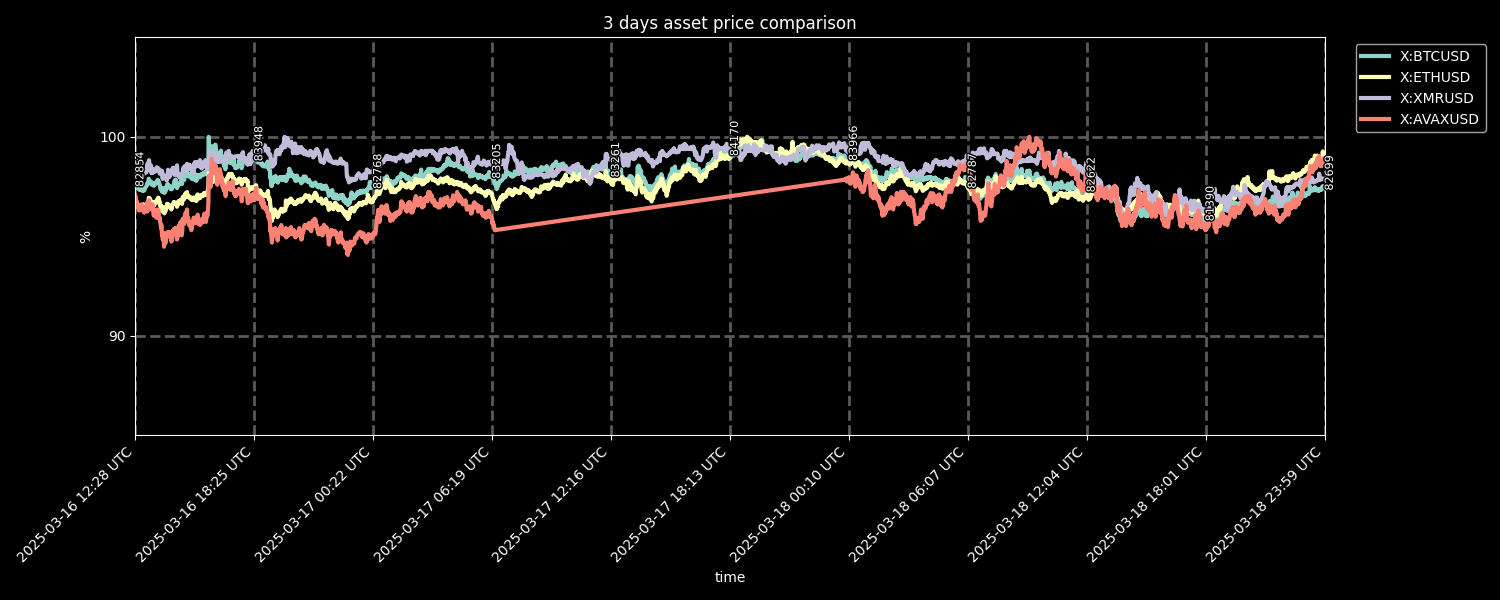 3 days asset price comparison
X:BTCUSD
X:ETHUSD
X:XMRUSD
X:AVAXUSD
100
90
%
82854
83948
82768
83205
83261
84170
83966
82787
82622
81390
82699
2025-03-16 12:28 UTC
2025-03-16 18:25 UTC
2025-03-17 00:22 UTC
2025-03-17 06:19 UTC
2025-03-17 12:16 UTC
2025-03-17 18:13 UTC
2025-03-18 00:10 UTC
2025-03-18 06:07 UTC
2025-03-18 12:04 UTC
2025-03-18 18:01 UTC
2025-03-18 23:59 UTC
time